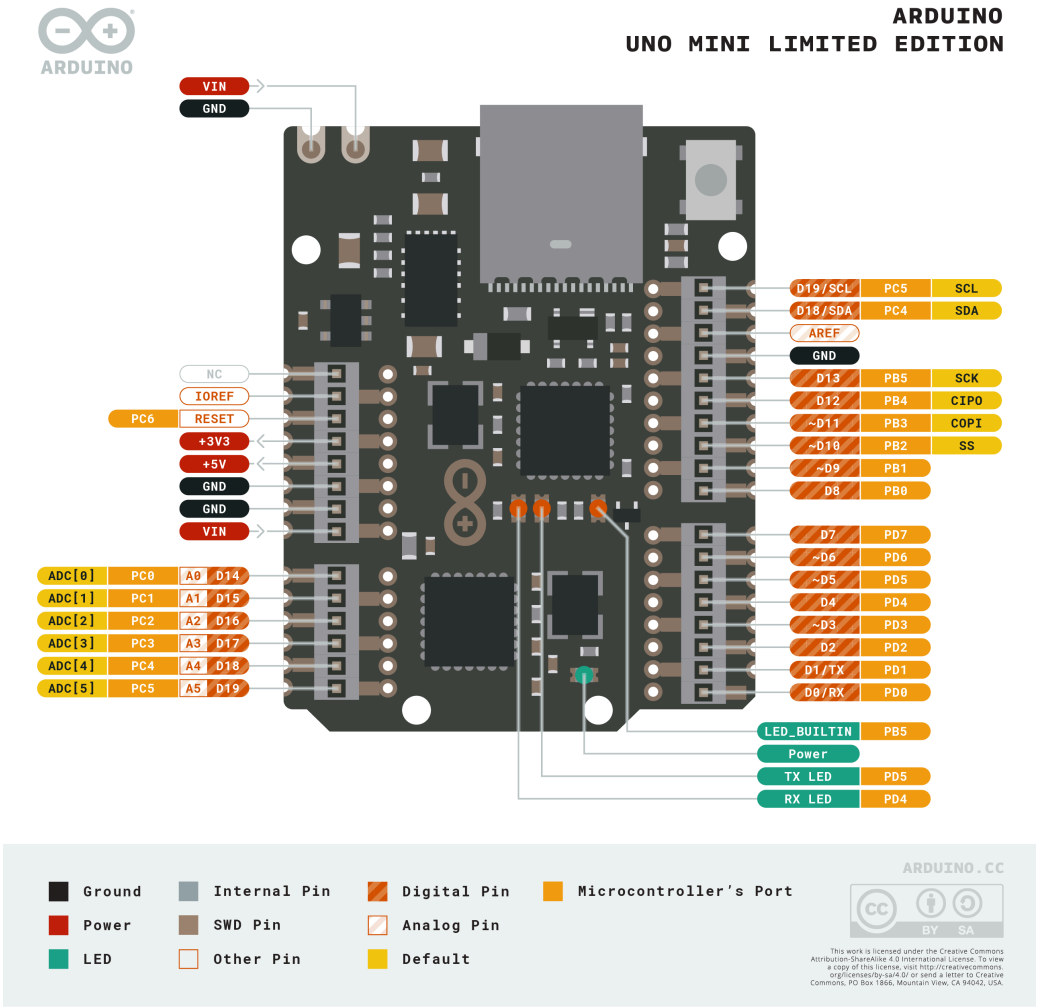 ARDUINO
UNO MINI LIMITED EDITION
ARDUINO
VIN
GND
NC
IOREF
PC6 RESET
+3V3
+5V
GND
GND
VIN
ADC[0] PC0 A0 D14
ADC[1] PC1 A1 D15
ADC[2] PC2 A2 D16
ADC[3] PC3 A3 D17
ADC[4] PC4 A4 D18
ADC[5] PC5 A5 D19
D19/SCL PC5 SCL
D18/SDA PC4 SDA
AREF
GND
D13 PB5 SCK
D12 PB4 CIPO
~D11 PB3 COPI
~D10 PB2 SS
~D9 PB1
D8 PB0
D7 PD7
~D6 PD6
~D5 PD5
D4 PD4
~D3 PD3
D2 PD2
D1/TX PD1
D0/RX PD0
LED_BUILTIN PB5
Power
TX LED PD5
RX LED PD4
Ground
Power
LED
Internal Pin
SWD Pin
Other Pin
Digital Pin
Analog Pin
Default
Microcontroller's Port
ARDUINO.CC
cc
BY SA
This work is licensed under the Creative Commons
Attribution-ShareAlike 4.0 International License. To view
a copy of this license, visit http://creativecommons.
org/licenses/by-sa/4.0/ or send a letter to Creative
Commons, PO Box 1866, Mountain View, CA 94042, USA.